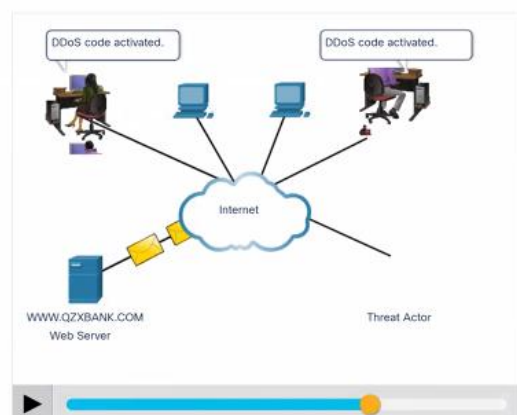 DDoS code activated.
DDoS code activated.
Internet
WWW.QZXBANK.COM
Web Server
Threat Actor